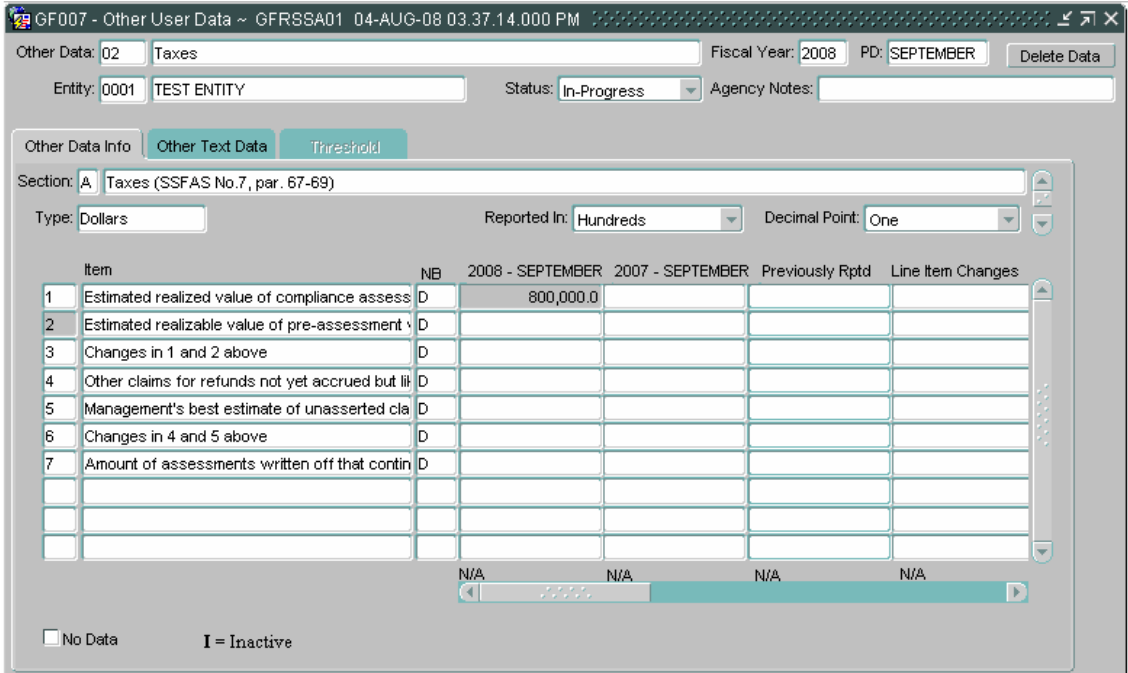 GF007 - Other User Data ~ GFRSSA01 04-AUG-08 03.37.14.000 PM
Other Data: 02 Taxes Fiscal Year: 2008 PD: SEPTEMBER Delete Data
Entity: 0001 TEST ENTITY Status: In-Progress Agency Notes:
Other Data Info Other Text Data Threshold
Section: A Taxes (SSFAS No.7, par. 67-69)
Type: Dollars Reported In: Hundreds Decimal Point: One
Item NB 2008 - SEPTEMBER 2007 - SEPTEMBER Previously Rptd Line Item Changes
1 Estimated realized value of compliance assess D 800,000.0
2 Estimated realizable value of pre-assessment D
3 Changes in 1 and 2 above D
4 Other claims for refunds not yet accrued but D
5 Management's best estimate of unasserted cla D
6 Changes in 4 and 5 above D
7 Amount of assessments written off that contin D
N/A N/A N/A N/A
No Data I = Inactive